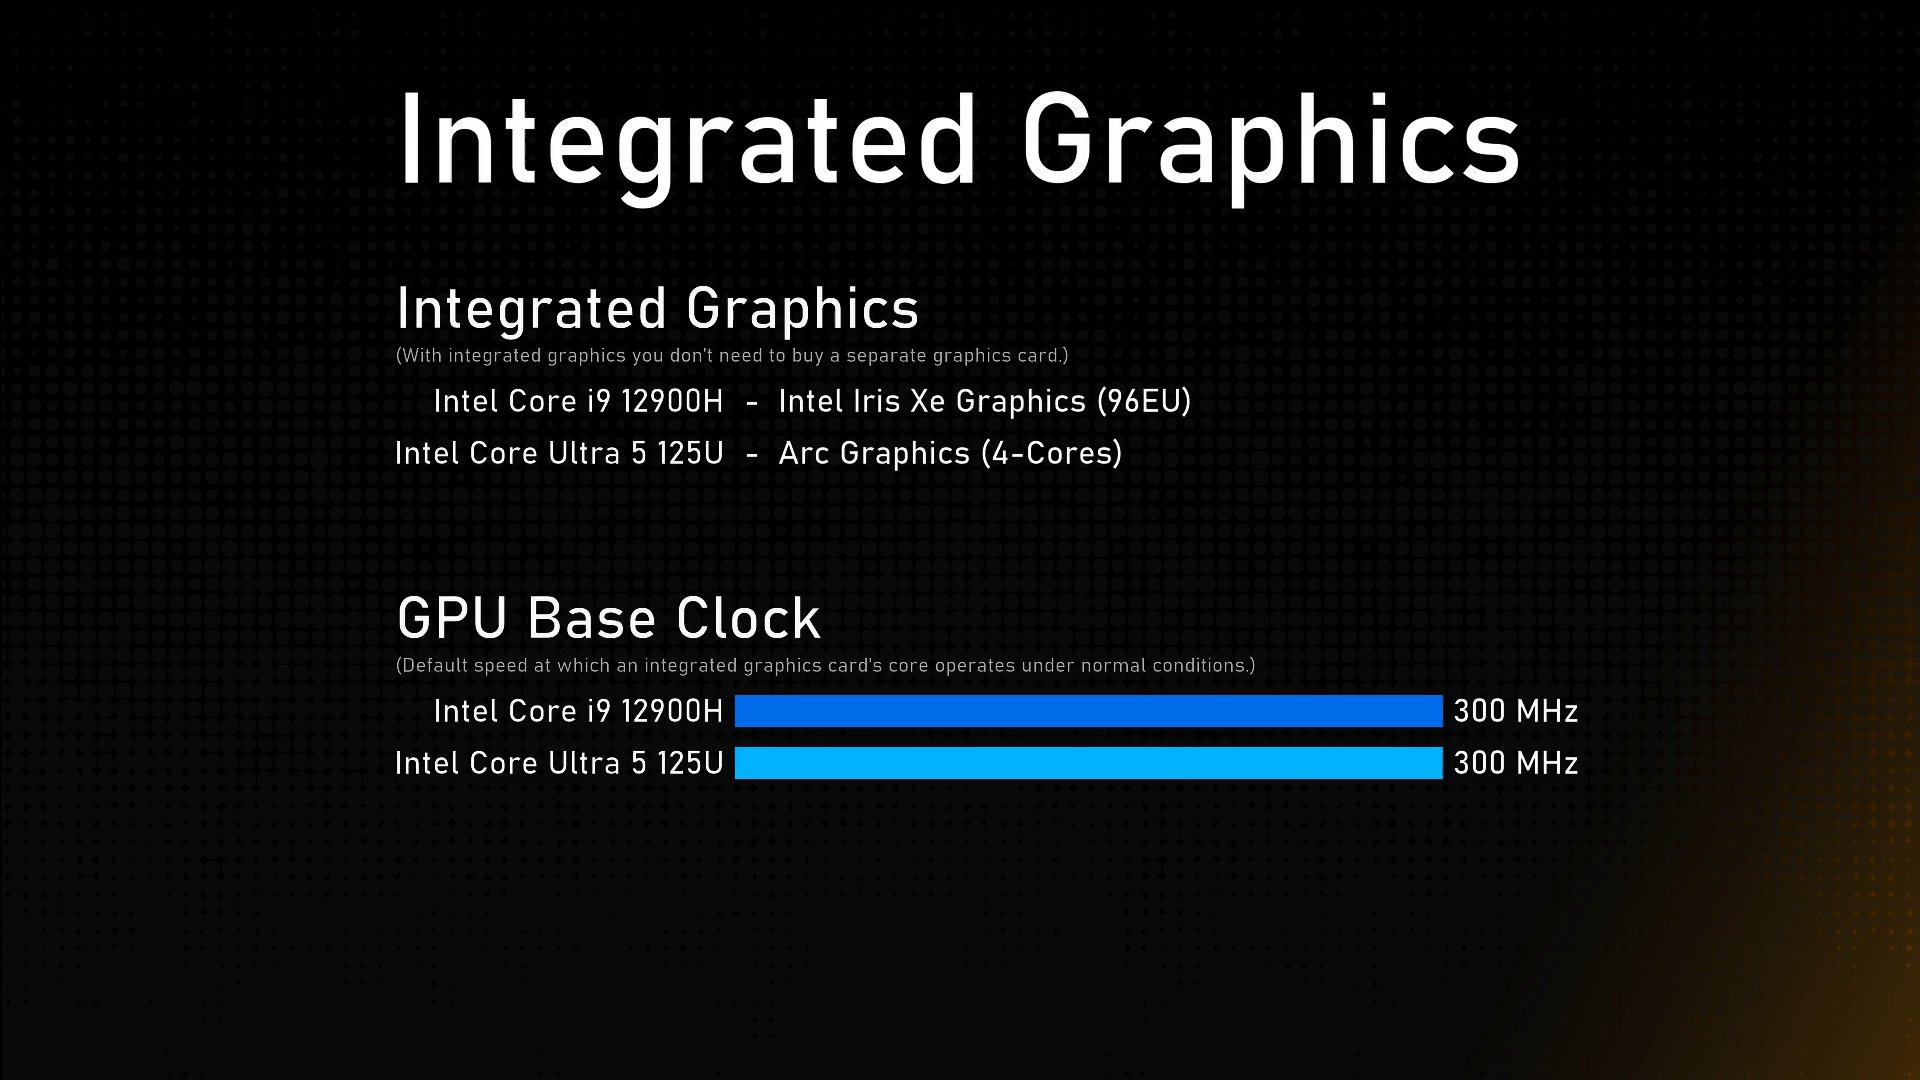 Integrated Graphics
Integrated Graphics
(With integrated graphics you don't need to buy a separate graphics card.)
Intel Core i9 12900H - Intel Iris Xe Graphics (96EU)
Intel Core Ultra 5 125U - Arc Graphics (4-Cores)
GPU Base Clock
(Default speed at which an integrated graphics card's core operates under normal conditions.)
Intel Core i9 12900H 300 MHz
Intel Core Ultra 5 125U 300 MHz